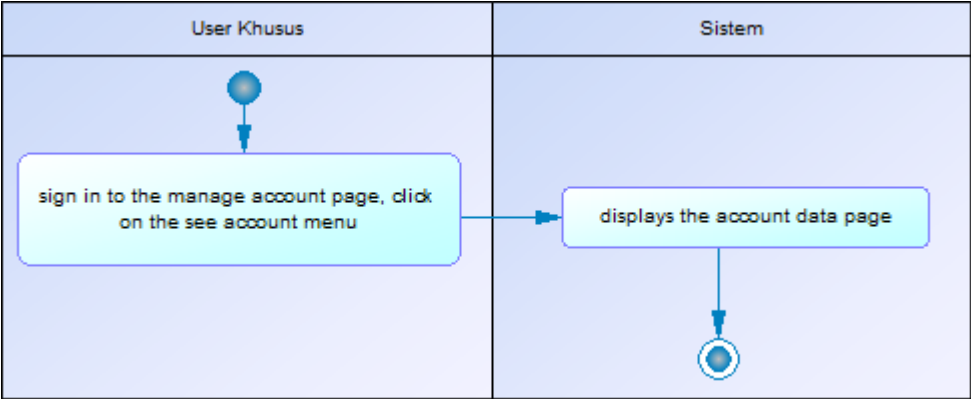 User Khusus
Sistem
sign in to the manage account page, click
on the see account menu
displays the account data page